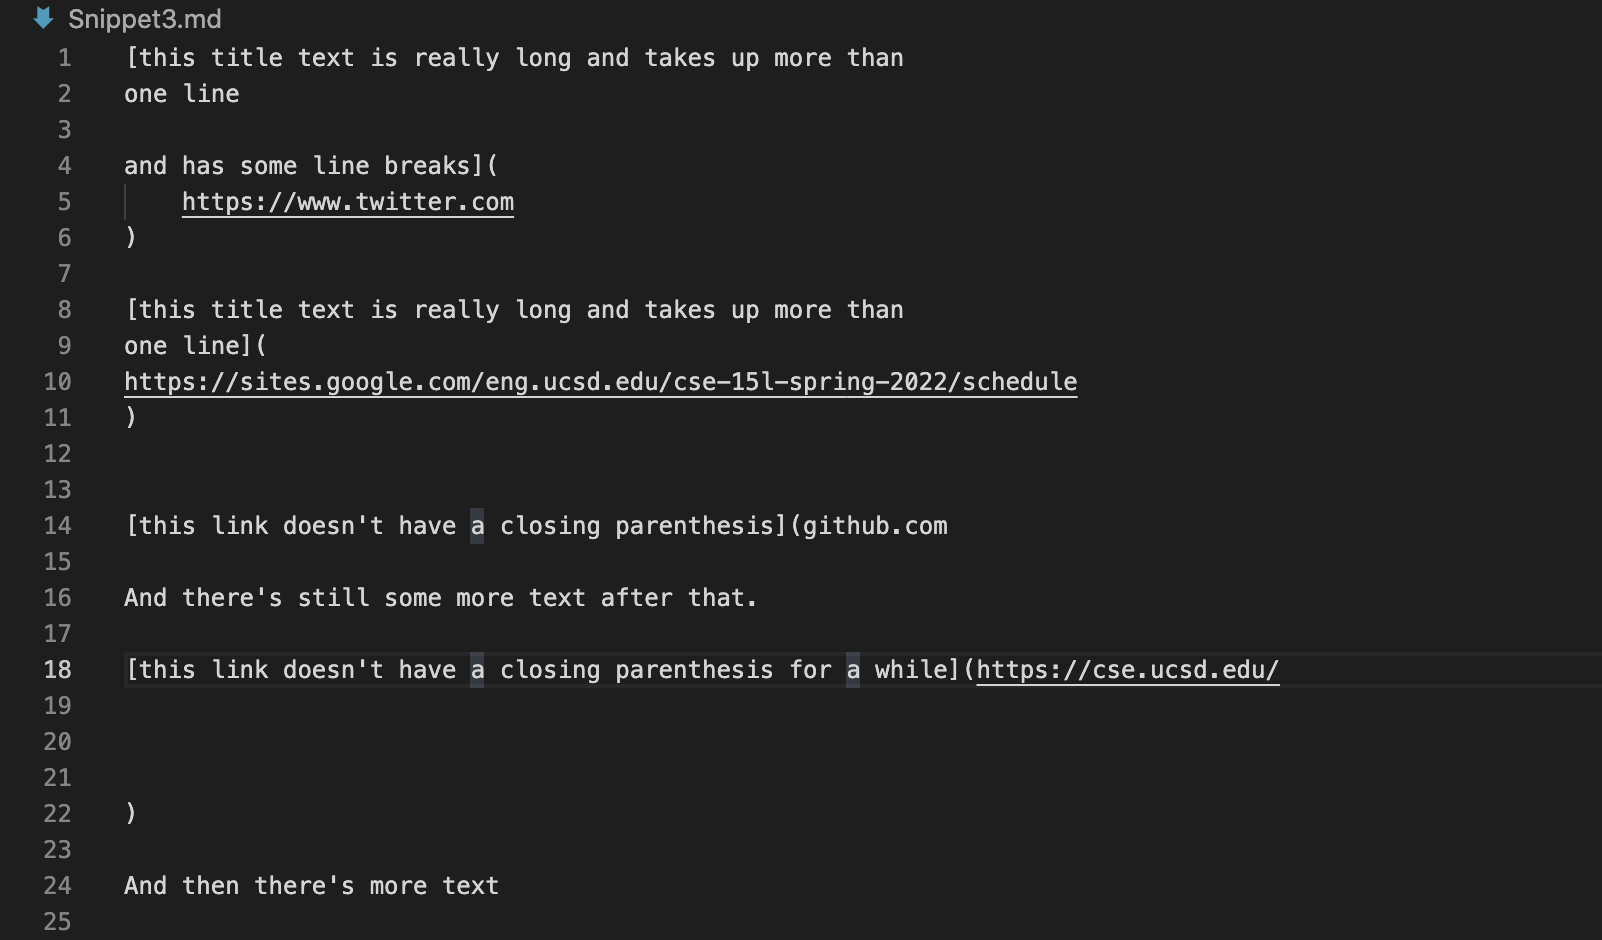 Snippet3.md
1 [this title text is really long and takes up more than
2 one line
3
4 and has some line breaks](
5 https://www.twitter.com
6 )
7
8 [this title text is really long and takes up more than
9 one line](
10 https://sites.google.com/eng.ucsd.edu/cse-15l-spring-2022/schedule
11 )
12
13
14 [this link doesn't have a closing parenthesis](github.com
15
16 And there's still some more text after that.
17
18 [this link doesn't have a closing parenthesis for a while](https://cse.ucsd.edu/
19
20
21
22 )
23
24 And then there's more text
25